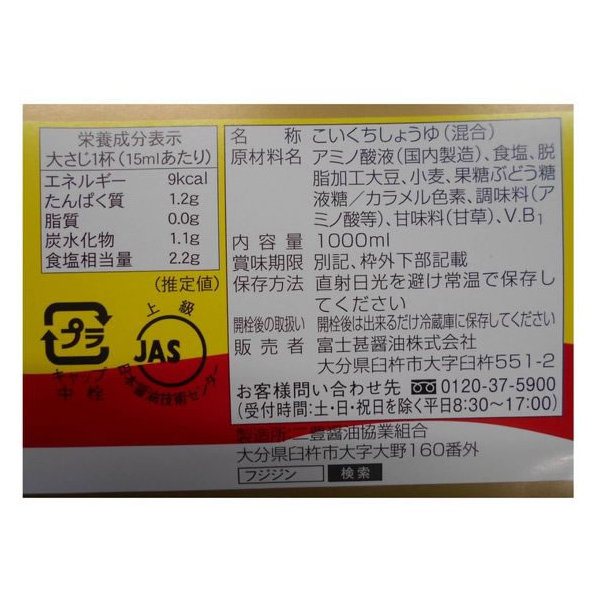 栄養成分表示
大さじ1杯(15mlあたり)
エネルギー 9kcal
たんぱく質 1.2g
脂質 0.0g
炭水化物 1.1g
食塩相当量 2.2g
(推定値)
プラ
キャップ
中栓
上級
JAS
名称 こいくちしょうゆ(混合)
原材料名 アミノ酸液(国内製造)、食塩、脱
脂加工大豆、小麦、果糖ぶどう糖
液糖/カラメル色素、調味料(ア
ミノ酸等)、甘味料(甘草)、V.B1
内容量 1000ml
賞味期限 別記、枠外下部記載
保存方法 直射日光を避け常温で保存し
てください
開栓後の取扱い 開栓後は出来るだけ冷蔵庫に保存してください
販売者 富士甚醤油株式会社
大分県臼杵市大字臼杵551-2
お客様問い合わせ先 0120-37-5900
(受付時間:土・日・祝日を除く平日8:30~17:00)
製造所 二豊醤油協業組合
大分県臼杵市大字大野160番外
フジジン 検索